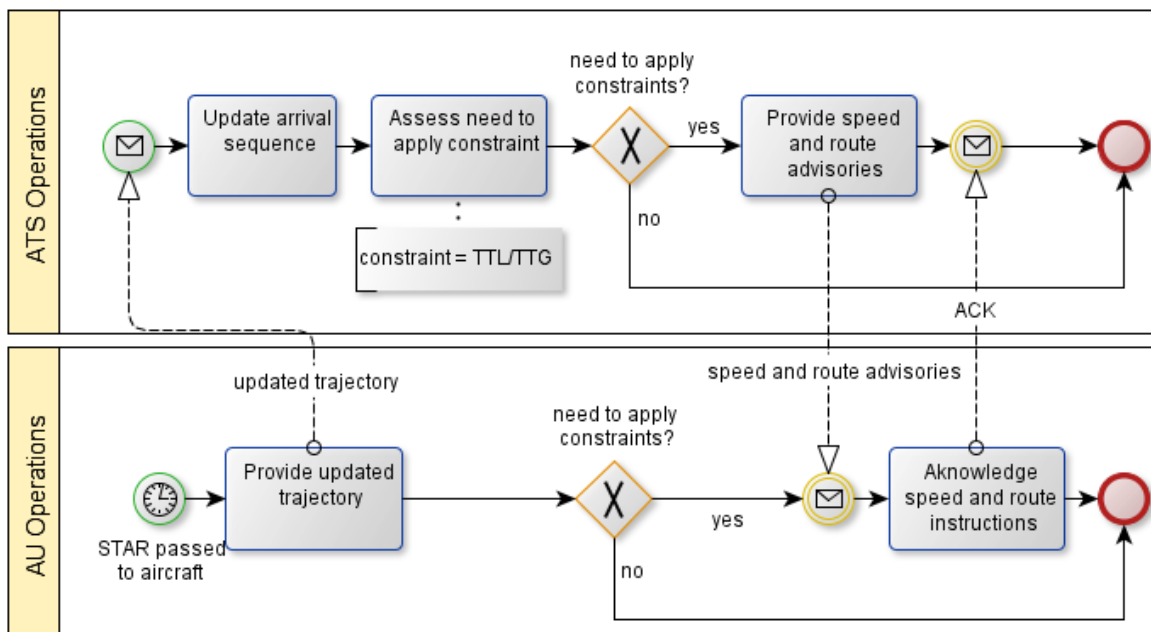 ATS Operations
need to apply
constraints?
Update arrival
sequence
Assess need to
apply constraint
yes
Provide speed
and route
advisories
no
constraint = TTL/TTG
ACK
updated trajectory
speed and route advisories
AU Operations
need to apply
constraints?
Provide updated
trajectory
yes
Aknowledge
speed and route
instructions
STAR passed
to aircraft
no